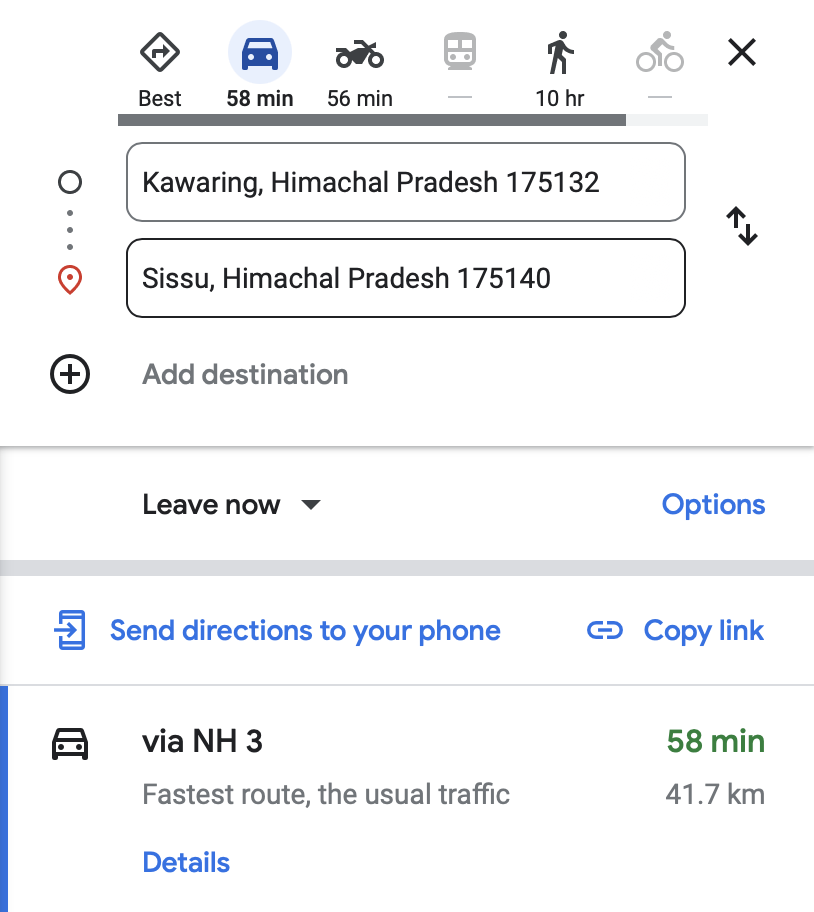 Best
58 min
56 min
—
10 hr
—
Kawaring, Himachal Pradesh 175132
Sissu, Himachal Pradesh 175140
Add destination
Leave now
Options
Send directions to your phone
Copy link
via NH 3
58 min
Fastest route, the usual traffic
41.7 km
Details